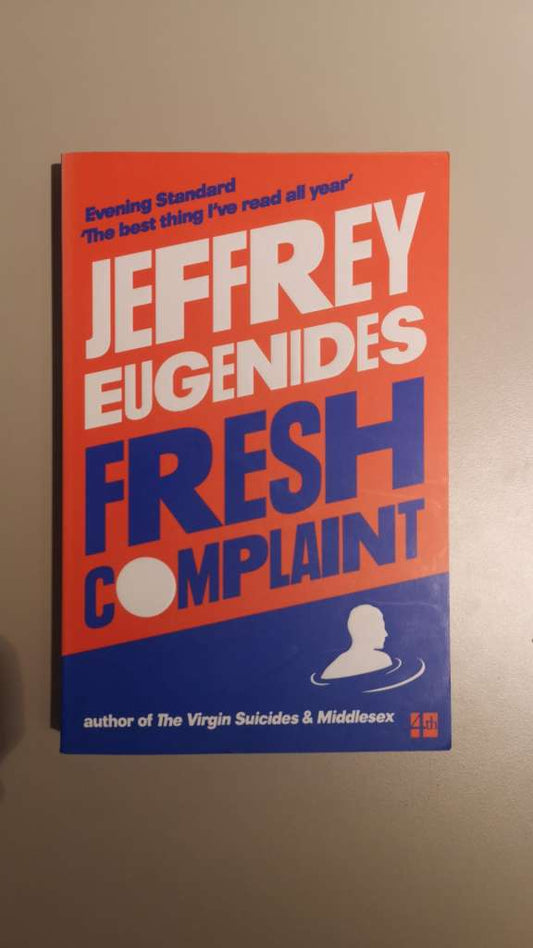 Evening Standard
'The best thing I've read all year'
JEFFREY
EUGENIDES
FRESH
COMPLAINT
author of The Virgin Suicides & Middlesex
4th